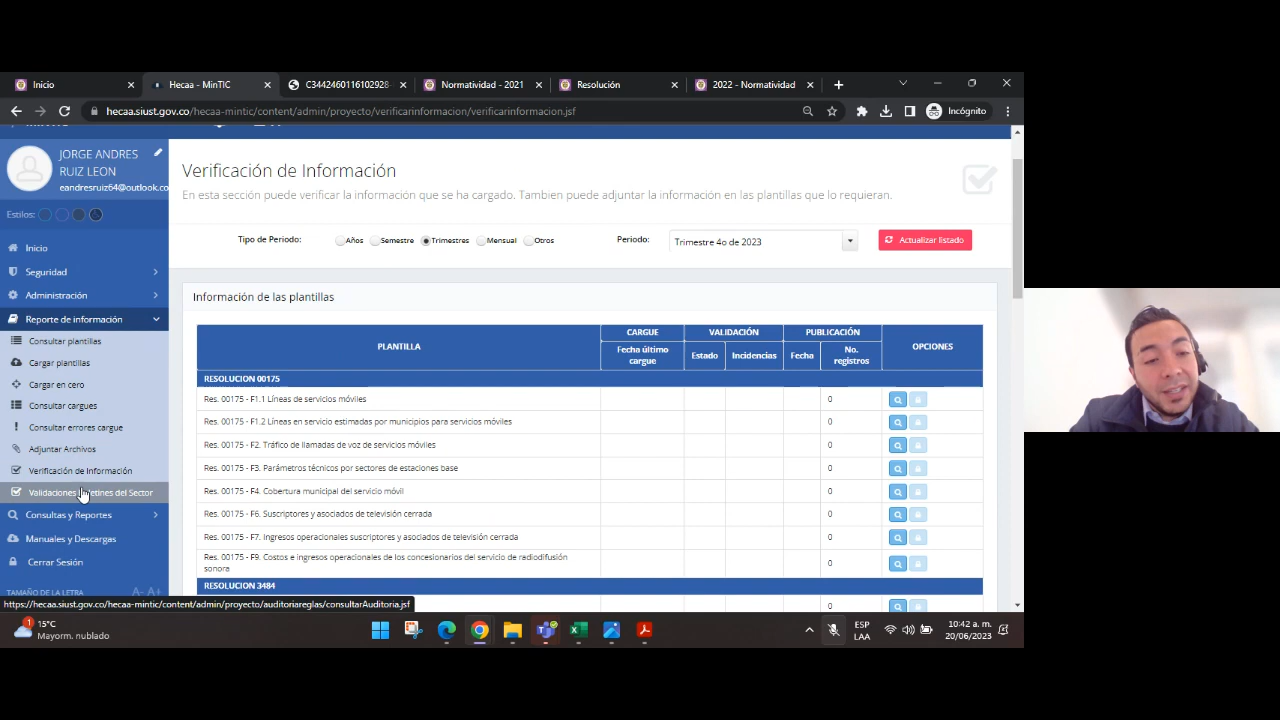 Inicio
Hecaa - MinTIC
C3442460116102928-
Normatividad - 2021
Resolución
2022 - Normatividad
hecaa.siust.gov.co/hecaa-mintic/content/admin/proyecto/verificarinformacion/verificarinformacion.jsf
Incógnito
JORGE ANDRES
RUIZ LEON
eandresruiz64@outlook.co
Estilos:
Inicio
Seguridad
Administración
Reporte de información
Consultar plantillas
Cargar plantillas
Cargar en cero
Consultar cargues
Consultar errores cargue
Adjuntar Archivos
Verificación de Información
Validaciones del Sector
Consultas y Reportes
Manuales y Descargas
Cerrar Sesión
TAMAÑO DE LA LETRA A- A+
Verificación de Información
En esta sección puede verificar la información que se ha cargado. Tambien puede adjuntar la información en las plantillas que lo requieran.
Tipo de Periodo: Años Semestre Trimestres Mensual Otros Periodo: Trimestre 4o de 2023 Actualizar listado
Información de las plantillas
PLANTILLA
CARGUE
VALIDACIÓN
PUBLICACIÓN
OPCIONES
Fecha último
cargue
Estado
Incidencias
Fecha
No.
registros
RESOLUCION 00175
Res. 00175 - F1.1 Líneas de servicios móviles 0
Res. 00175 - F1.2 Líneas en servicio estimadas por municipios para servicios móviles 0
Res. 00175 - F2. Tráfico de llamadas de voz de servicios móviles 0
Res. 00175 - F3. Parámetros técnicos por sectores de estaciones base 0
Res. 00175 - F4. Cobertura municipal del servicio móvil 0
Res. 00175 - F6. Suscriptores y asociados de televisión cerrada 0
Res. 00175 - F7. Ingresos operacionales suscriptores y asociados de televisión cerrada 0
Res. 00175 - F9. Costos e ingresos operacionales de los concesionarios del servicio de radiodifusión
sonora 0
RESOLUCION 3484
0
https://hecaa.siust.gov.co/hecaa-mintic/content/admin/proyecto/auditoriareglas/consultarAuditoria.jsf
1
15°C
Mayorm. nublado
ESP
LAA
10:42 a. m.
20/06/2023